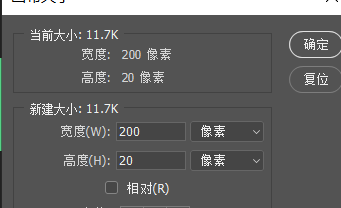 当前大小: 11.7K
宽度: 200 像素
高度: 20 像素
确定
复位
新建大小: 11.7K
宽度(W): 200 像素
高度(H): 20 像素
相对(R)